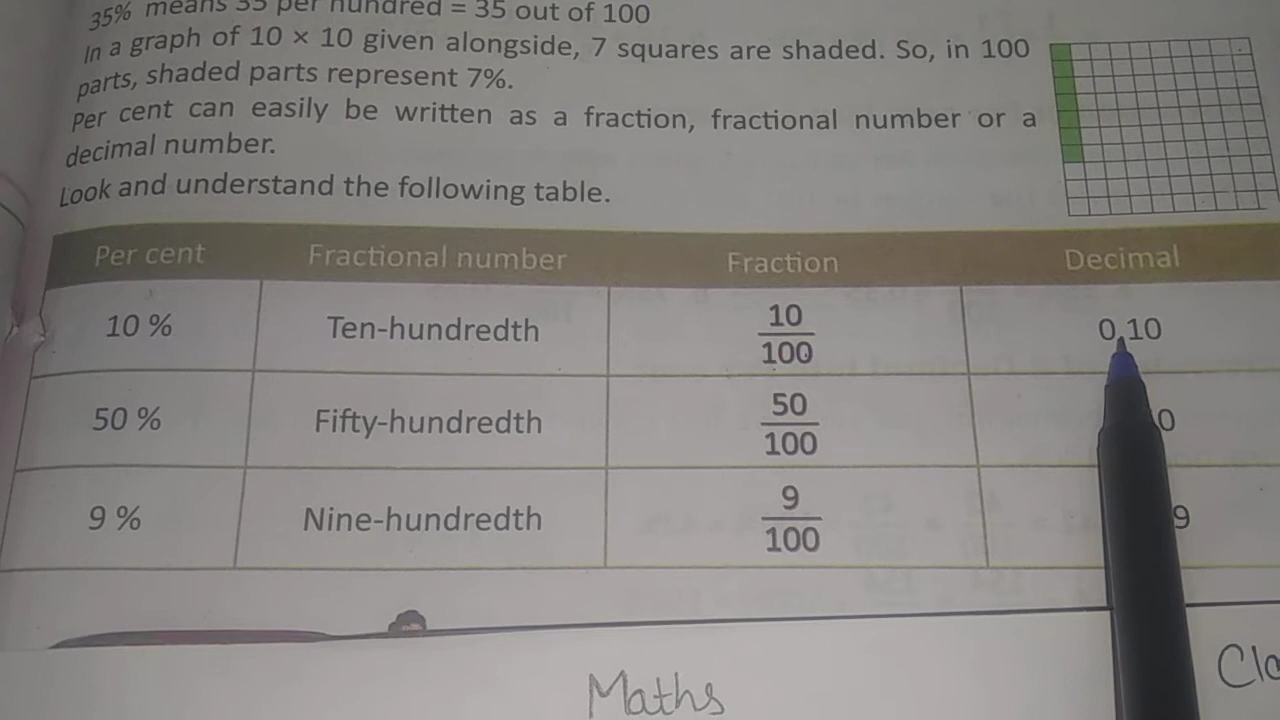 35% means 35 per hundred = 35 out of 100
In a graph of 10 × 10 given alongside, 7 squares are shaded. So, in 100
parts, shaded parts represent 7%.
Per cent can easily be written as a fraction, fractional number or a
decimal number.
Look and understand the following table.
Per cent Fractional number Fraction Decimal
10 % Ten-hundredth 10/100 0.10
50 % Fifty-hundredth 50/100 0
9 % Nine-hundredth 9/100 9
Maths